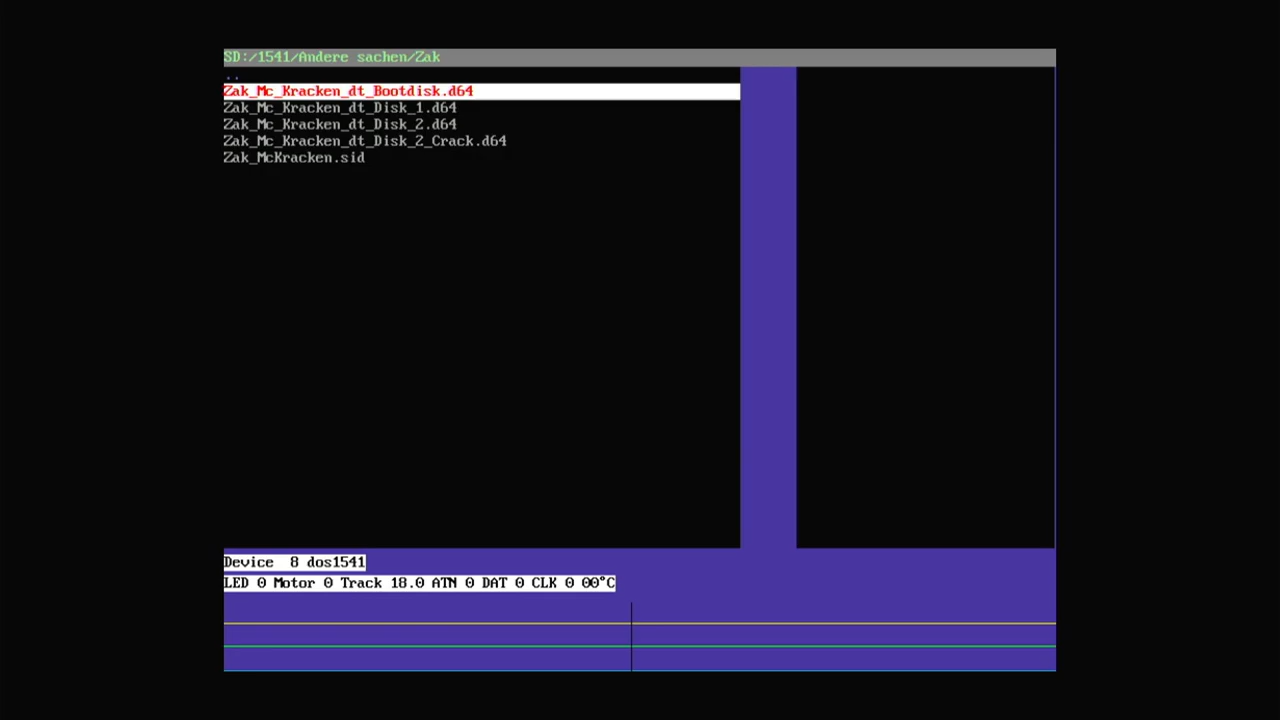 SD:/1541/Andere sachen/Zak
..
Zak_Mc_Kracken_dt_Bootdisk.d64
Zak_Mc_Kracken_dt_Disk_1.d64
Zak_Mc_Kracken_dt_Disk_2.d64
Zak_Mc_Kracken_dt_Disk_2_Crack.d64
Zak_McKracken.sid
Device  8 dos1541
LED 0 Motor 0 Track 18.0 ATN 0 DAT 0 CLK 0 00°C